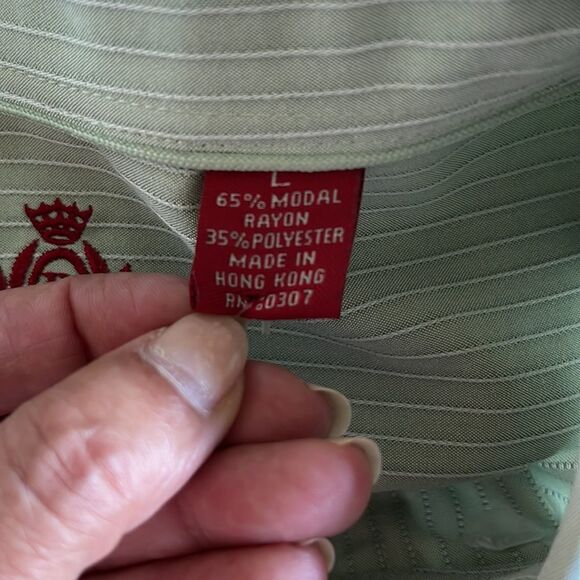 L
65% MODAL
RAYON
35% POLYESTER
MADE IN
HONG KONG